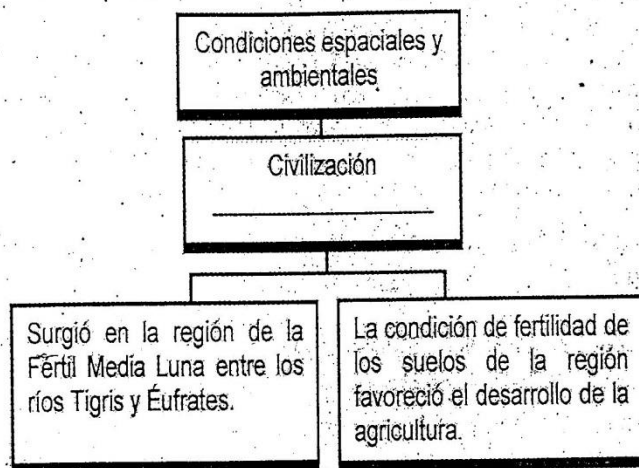 Condiciones espaciales y
ambientales
Civilización
Surgió en la región de la
Fértil Media Luna entre los
ríos Tigris y Éufrates.
La condición de fertilidad de
los suelos de la región
favoreció el desarrollo de la
agricultura.